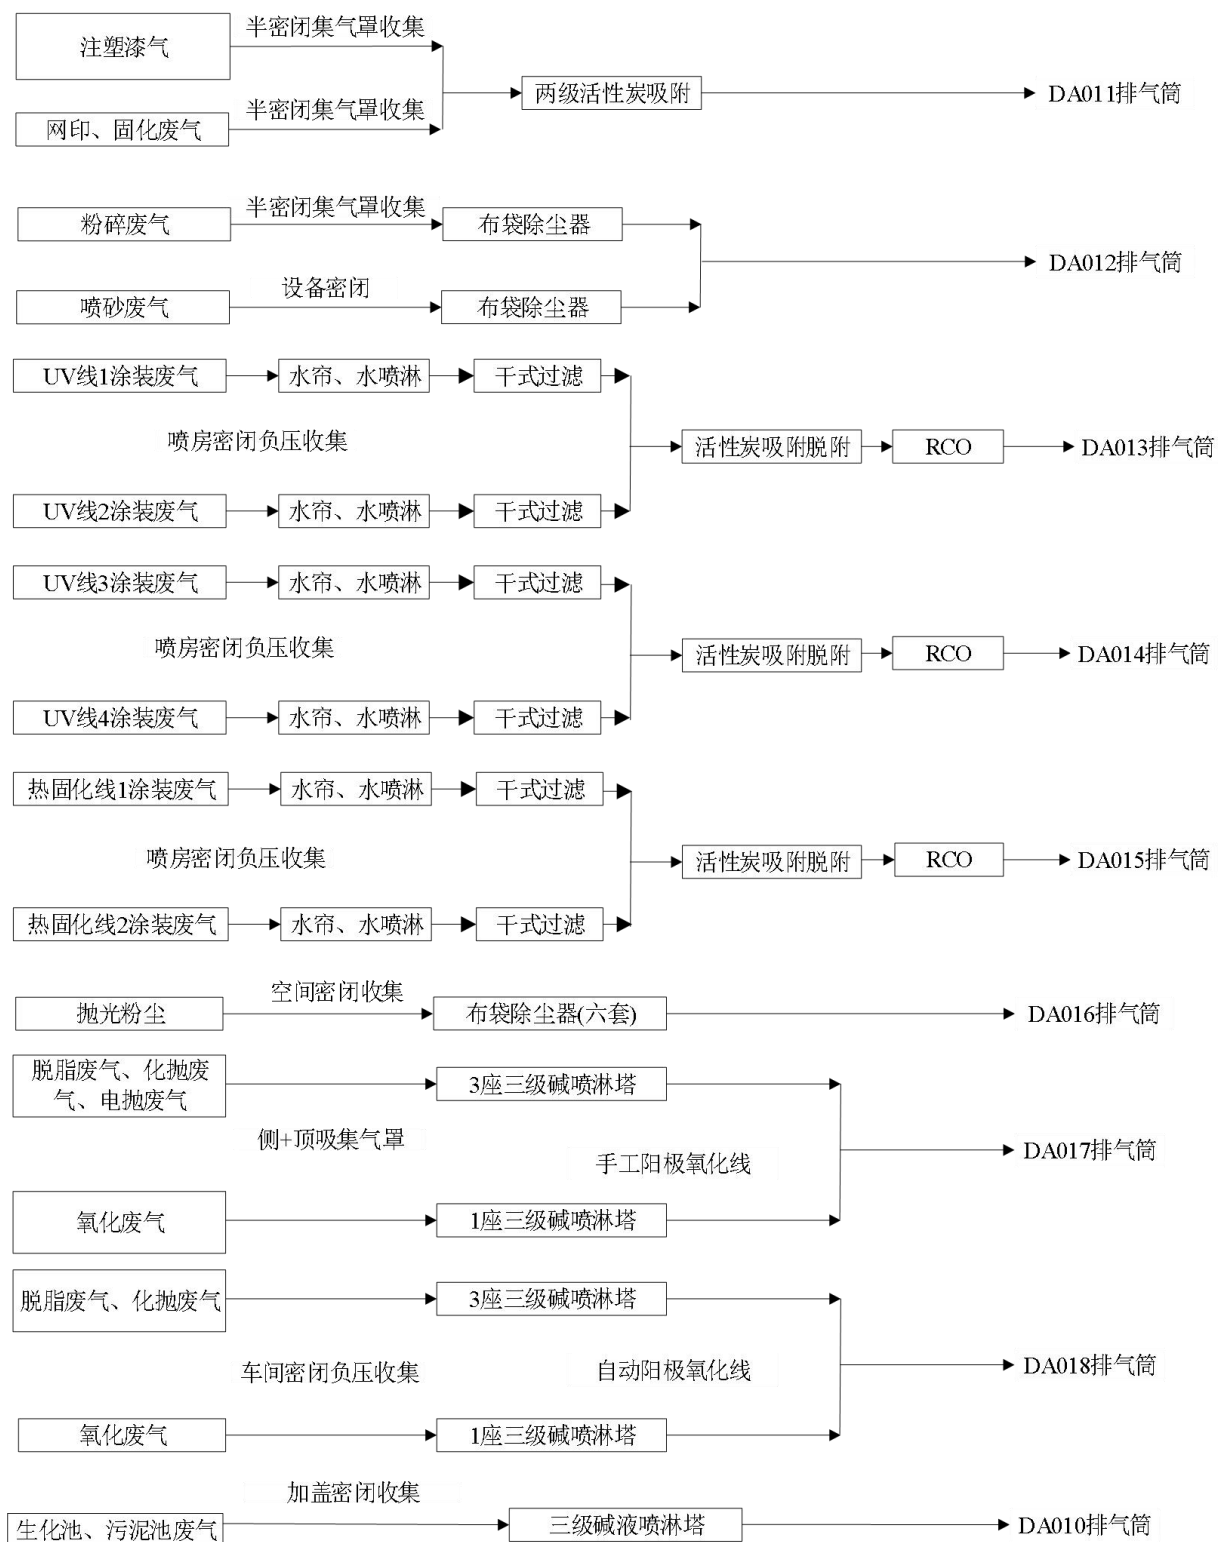 注塑漆气
半密闭集气罩收集
网印、固化废气
半密闭集气罩收集
两级活性炭吸附
DA011排气筒
粉碎废气
半密闭集气罩收集
布袋除尘器
喷砂废气
设备密闭
布袋除尘器
DA012排气筒
UV线1涂装废气
水帘、水喷淋
干式过滤
喷房密闭负压收集
UV线2涂装废气
水帘、水喷淋
干式过滤
活性炭吸附脱附
RCO
DA013排气筒
UV线3涂装废气
水帘、水喷淋
干式过滤
喷房密闭负压收集
UV线4涂装废气
水帘、水喷淋
干式过滤
活性炭吸附脱附
RCO
DA014排气筒
热固化线1涂装废气
水帘、水喷淋
干式过滤
喷房密闭负压收集
热固化线2涂装废气
水帘、水喷淋
干式过滤
活性炭吸附脱附
RCO
DA015排气筒
抛光粉尘
空间密闭收集
布袋除尘器(六套)
DA016排气筒
脱脂废气、化抛废
气、电抛废气
3座三级碱喷淋塔
侧+顶吸集气罩
手工阳极氧化线
氧化废气
1座三级碱喷淋塔
DA017排气筒
脱脂废气、化抛废气
3座三级碱喷淋塔
车间密闭负压收集
自动阳极氧化线
氧化废气
1座三级碱喷淋塔
DA018排气筒
生化池、污泥池废气
加盖密闭收集
三级碱液喷淋塔
DA010排气筒